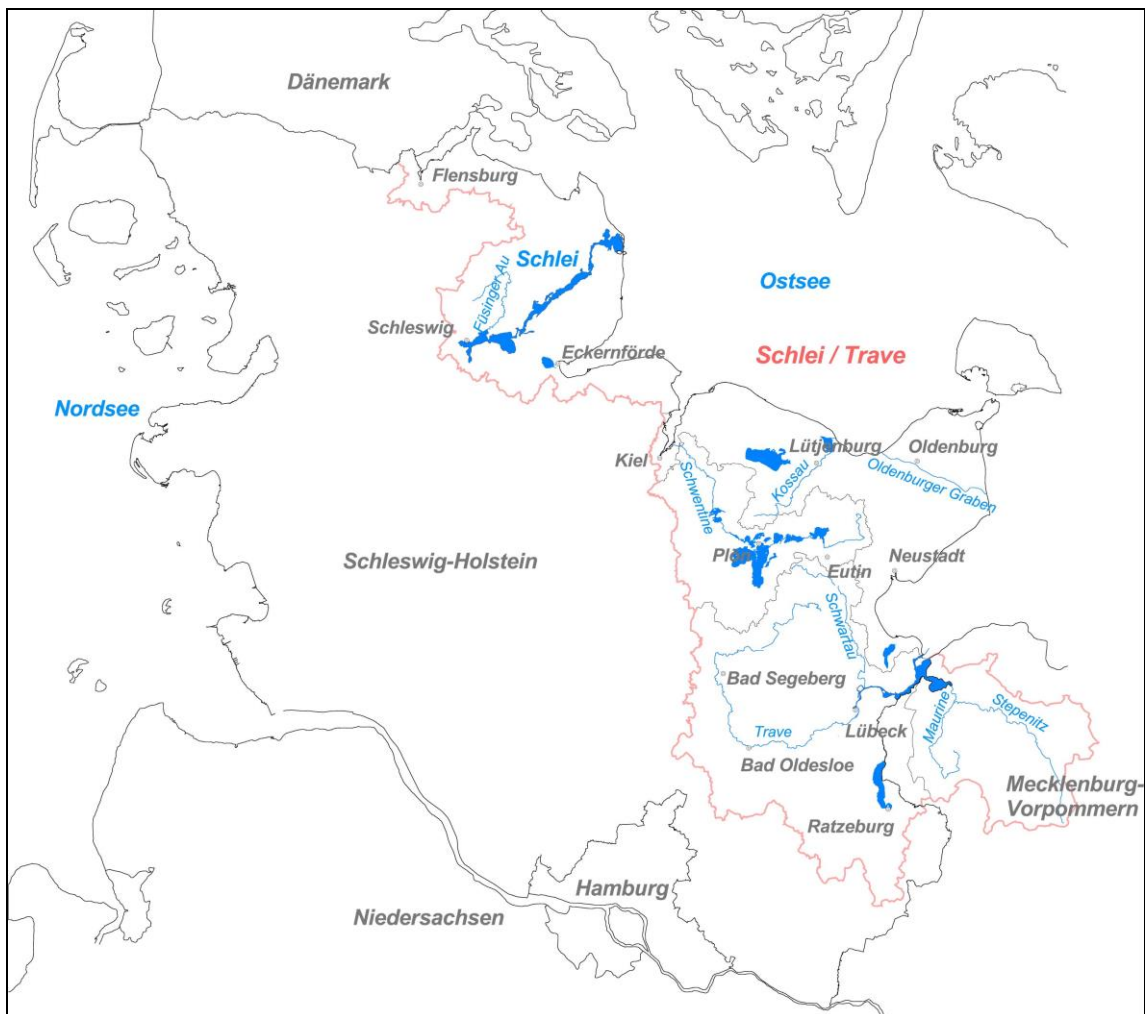 Dänemark
Flensburg
Schlei
Füsinger Au
Ostsee
Schleswig
Eckernförde
Schlei / Trave
Nordsee
Kiel
Lütjenburg
Oldenburg
Schwentine
Kossau
Oldenburger Graben
Schleswig-Holstein
Plön
Eutin
Neustadt
Schwartau
Bad Segeberg
Stepenitz
Maurine
Trave
Lübeck
Bad Oldesloe
Mecklenburg-
Vorpommern
Ratzeburg
Hamburg
Niedersachsen